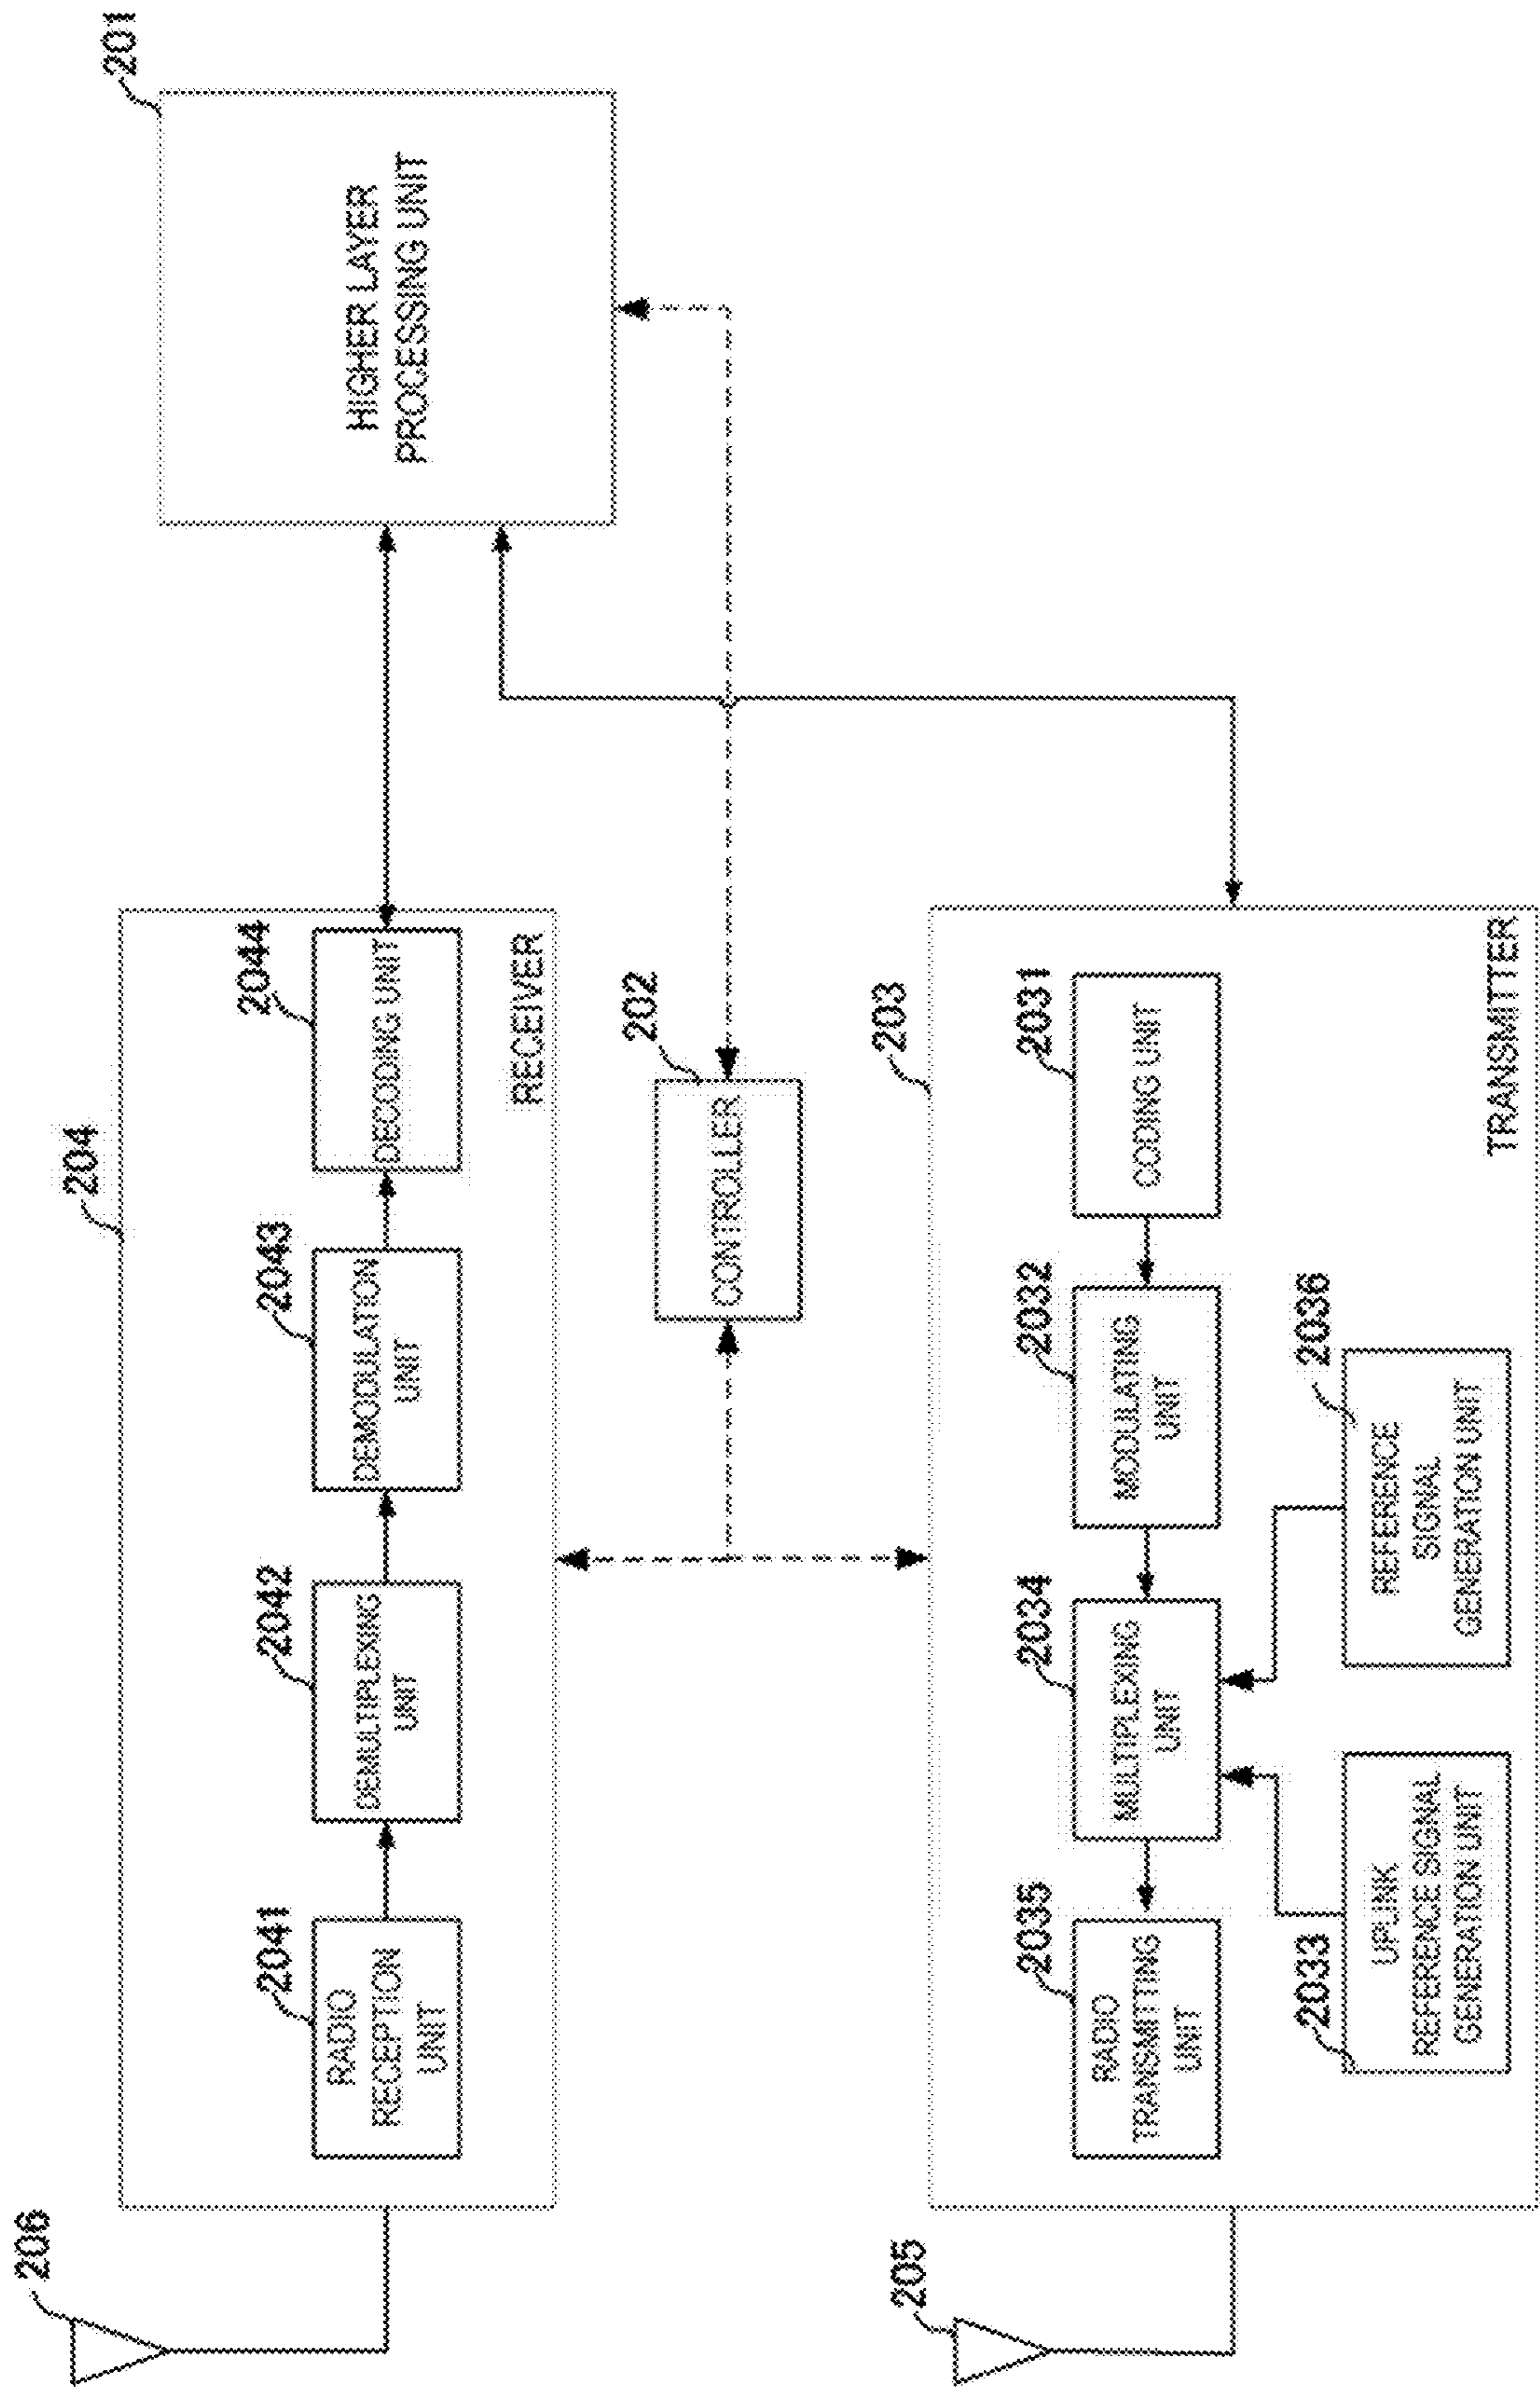 206
204
2041
RADIO
RECEPTION
UNIT
2042
DEMULTIPLEXING
UNIT
2043
DEMODULATION
UNIT
2044
DECODING UNIT
RECEIVER
201
HIGHER LAYER
PROCESSING UNIT
202
CONTROLLER
205
203
2035
RADIO
TRANSMITTING
UNIT
2034
MULTIPLEXING
UNIT
2032
MODULATING
UNIT
2031
CODING UNIT
2033
UPLINK
REFERENCE SIGNAL
GENERATION UNIT
2036
REFERENCE
SIGNAL
GENERATION UNIT
TRANSMITTER